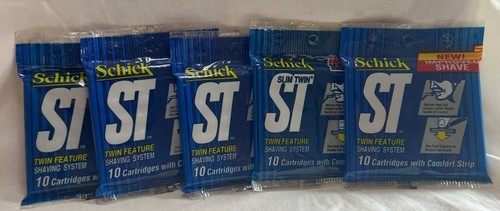 Schick
ST
TWIN FEATURE
SHAVING SYSTEM
10 Cartridges with
Schick
ST
TWIN FEATURE
SHAVING SYSTEM
10 Cartridges with
Schick
ST
TWIN FEATURE
SHAVING SYSTEM
10 Cartridges with
Schick
SLIM TWIN
ST
TWIN FEATURE
SHAVING SYSTEM
10 Cartridges with Com
Schick
NEW!
SHAVE
ST
TWIN FEATURE
SHAVING SYSTEM
10 Cartridges with Comfort Strip